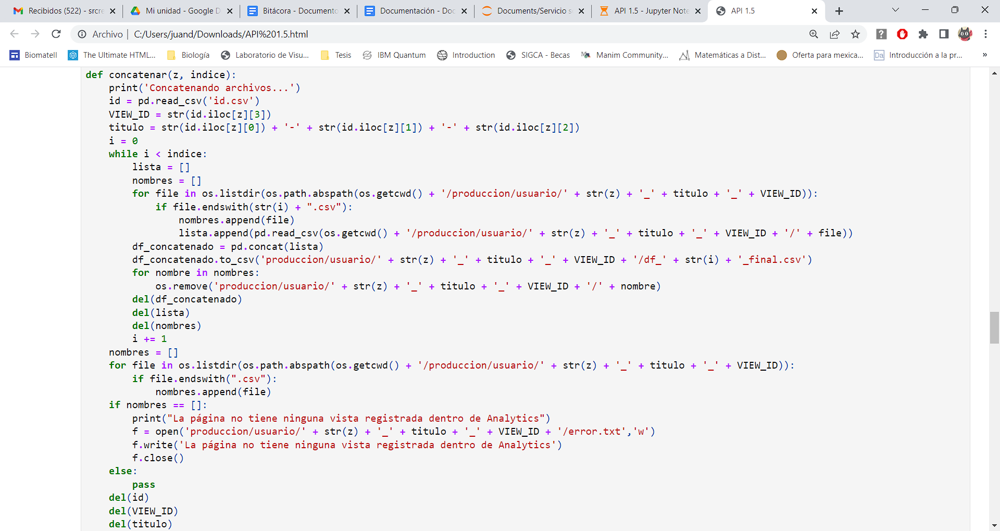 Recibidos (522) - srcre
Mi unidad - Google D
Bitácora - Documento
Documentación - Doc
Documents/Servicio s
API 1.5 - Jupyter Note
API 1.5
Archivo | C:/Users/juand/Downloads/API%201.5.html
Biomatell
The Ultimate HTML...
Biología
Laboratorio de Visu...
Tesis
IBM Quantum
Introduction
SIGCA - Becas
Manim Community...
Matemáticas a Dist...
Oferta para mexica...
Da Introducción a la pr...
»
def concatenar(z, indice):
    print('Concatenando archivos...')
    id = pd.read_csv('id.csv')
    VIEW_ID = str(id.iloc[z][3])
    titulo = str(id.iloc[z][0]) + '-' + str(id.iloc[z][1]) + '-' + str(id.iloc[z][2])
    i = 0
    while i < indice:
        lista = []
        nombres = []
        for file in os.listdir(os.path.abspath(os.getcwd() + '/produccion/usuario/' + str(z) + '_' + titulo + '_' + VIEW_ID)):
            if file.endswith(str(i) + ".csv"):
                nombres.append(file)
                lista.append(pd.read_csv(os.getcwd() + '/produccion/usuario/' + str(z) + '_' + titulo + '_' + VIEW_ID + '/' + file))
        df_concatenado = pd.concat(lista)
        df_concatenado.to_csv('produccion/usuario/' + str(z) + '_' + titulo + '_' + VIEW_ID + '/df_' + str(i) + '_final.csv')
        for nombre in nombres:
            os.remove('produccion/usuario/' + str(z) + '_' + titulo + '_' + VIEW_ID + '/' + nombre)
        del(df_concatenado)
        del(lista)
        del(nombres)
        i += 1
    nombres = []
    for file in os.listdir(os.path.abspath(os.getcwd() + '/produccion/usuario/' + str(z) + '_' + titulo + '_' + VIEW_ID)):
        if file.endswith(".csv"):
            nombres.append(file)
    if nombres == []:
        print("La página no tiene ninguna vista registrada dentro de Analytics")
        f = open('produccion/usuario/' + str(z) + '_' + titulo + '_' + VIEW_ID + '/error.txt','w')
        f.write('La página no tiene ninguna vista registrada dentro de Analytics')
        f.close()
    else:
        pass
    del(id)
    del(VIEW_ID)
    del(titulo)